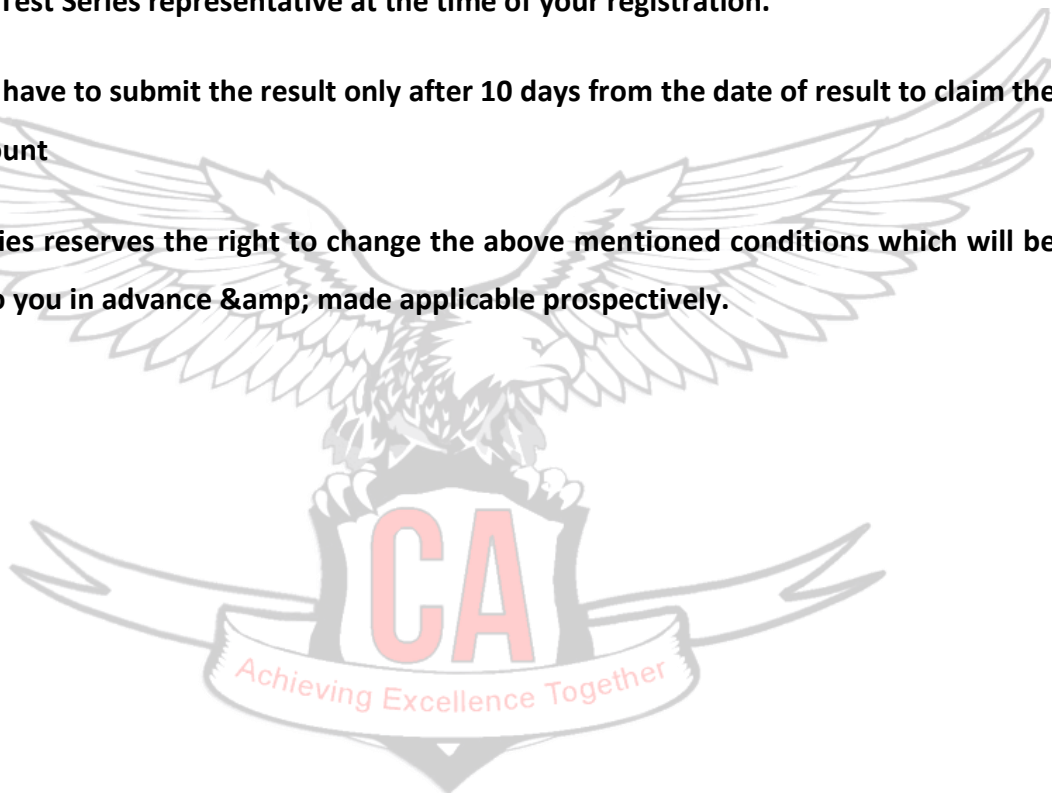 Test Series representative at the time of your registration.
have to submit the result only after 10 days from the date of result to claim the
ount
ies reserves the right to change the above mentioned conditions which will be
o you in advance &amp; made applicable prospectively.
CA
Achieving Excellence Together